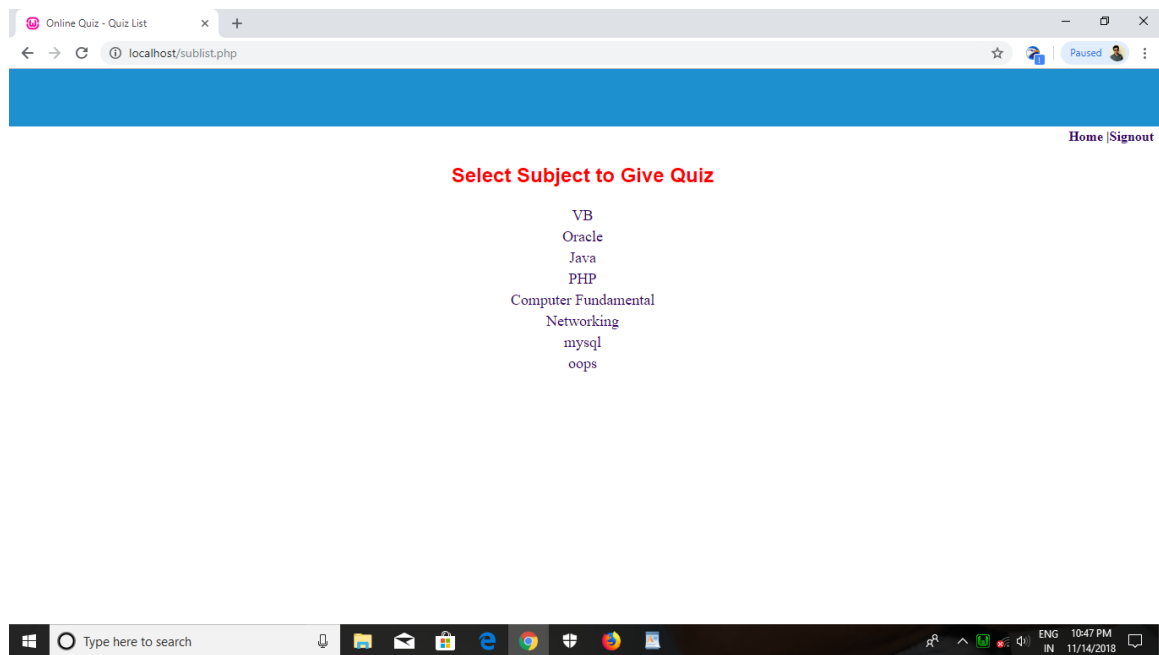 Online Quiz - Quiz List
localhost/sublist.php
Paused
Home |Signout
Select Subject to Give Quiz
VB
Oracle
Java
PHP
Computer Fundamental
Networking
mysql
oops
Type here to search
ENG 10:47 PM
IN 11/14/2018